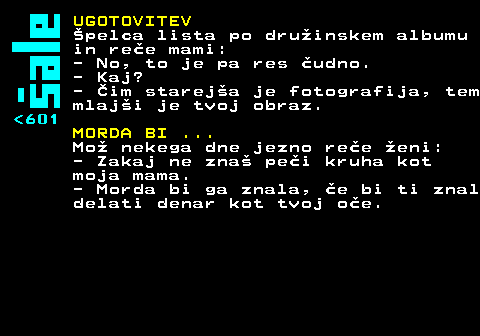 Šale
<601
UGOTOVITEV
Špelca lista po družinskem albumu
in reče mami:
- No, to je pa res čudno.
- Kaj?
- Čim starejša je fotografija, tem
mlajši je tvoj obraz.
MORDA BI ...
Mož nekega dne jezno reče ženi:
- Zakaj ne znaš peči kruha kot
moja mama.
- Morda bi ga znala, če bi ti znal
delati denar kot tvoj oče.